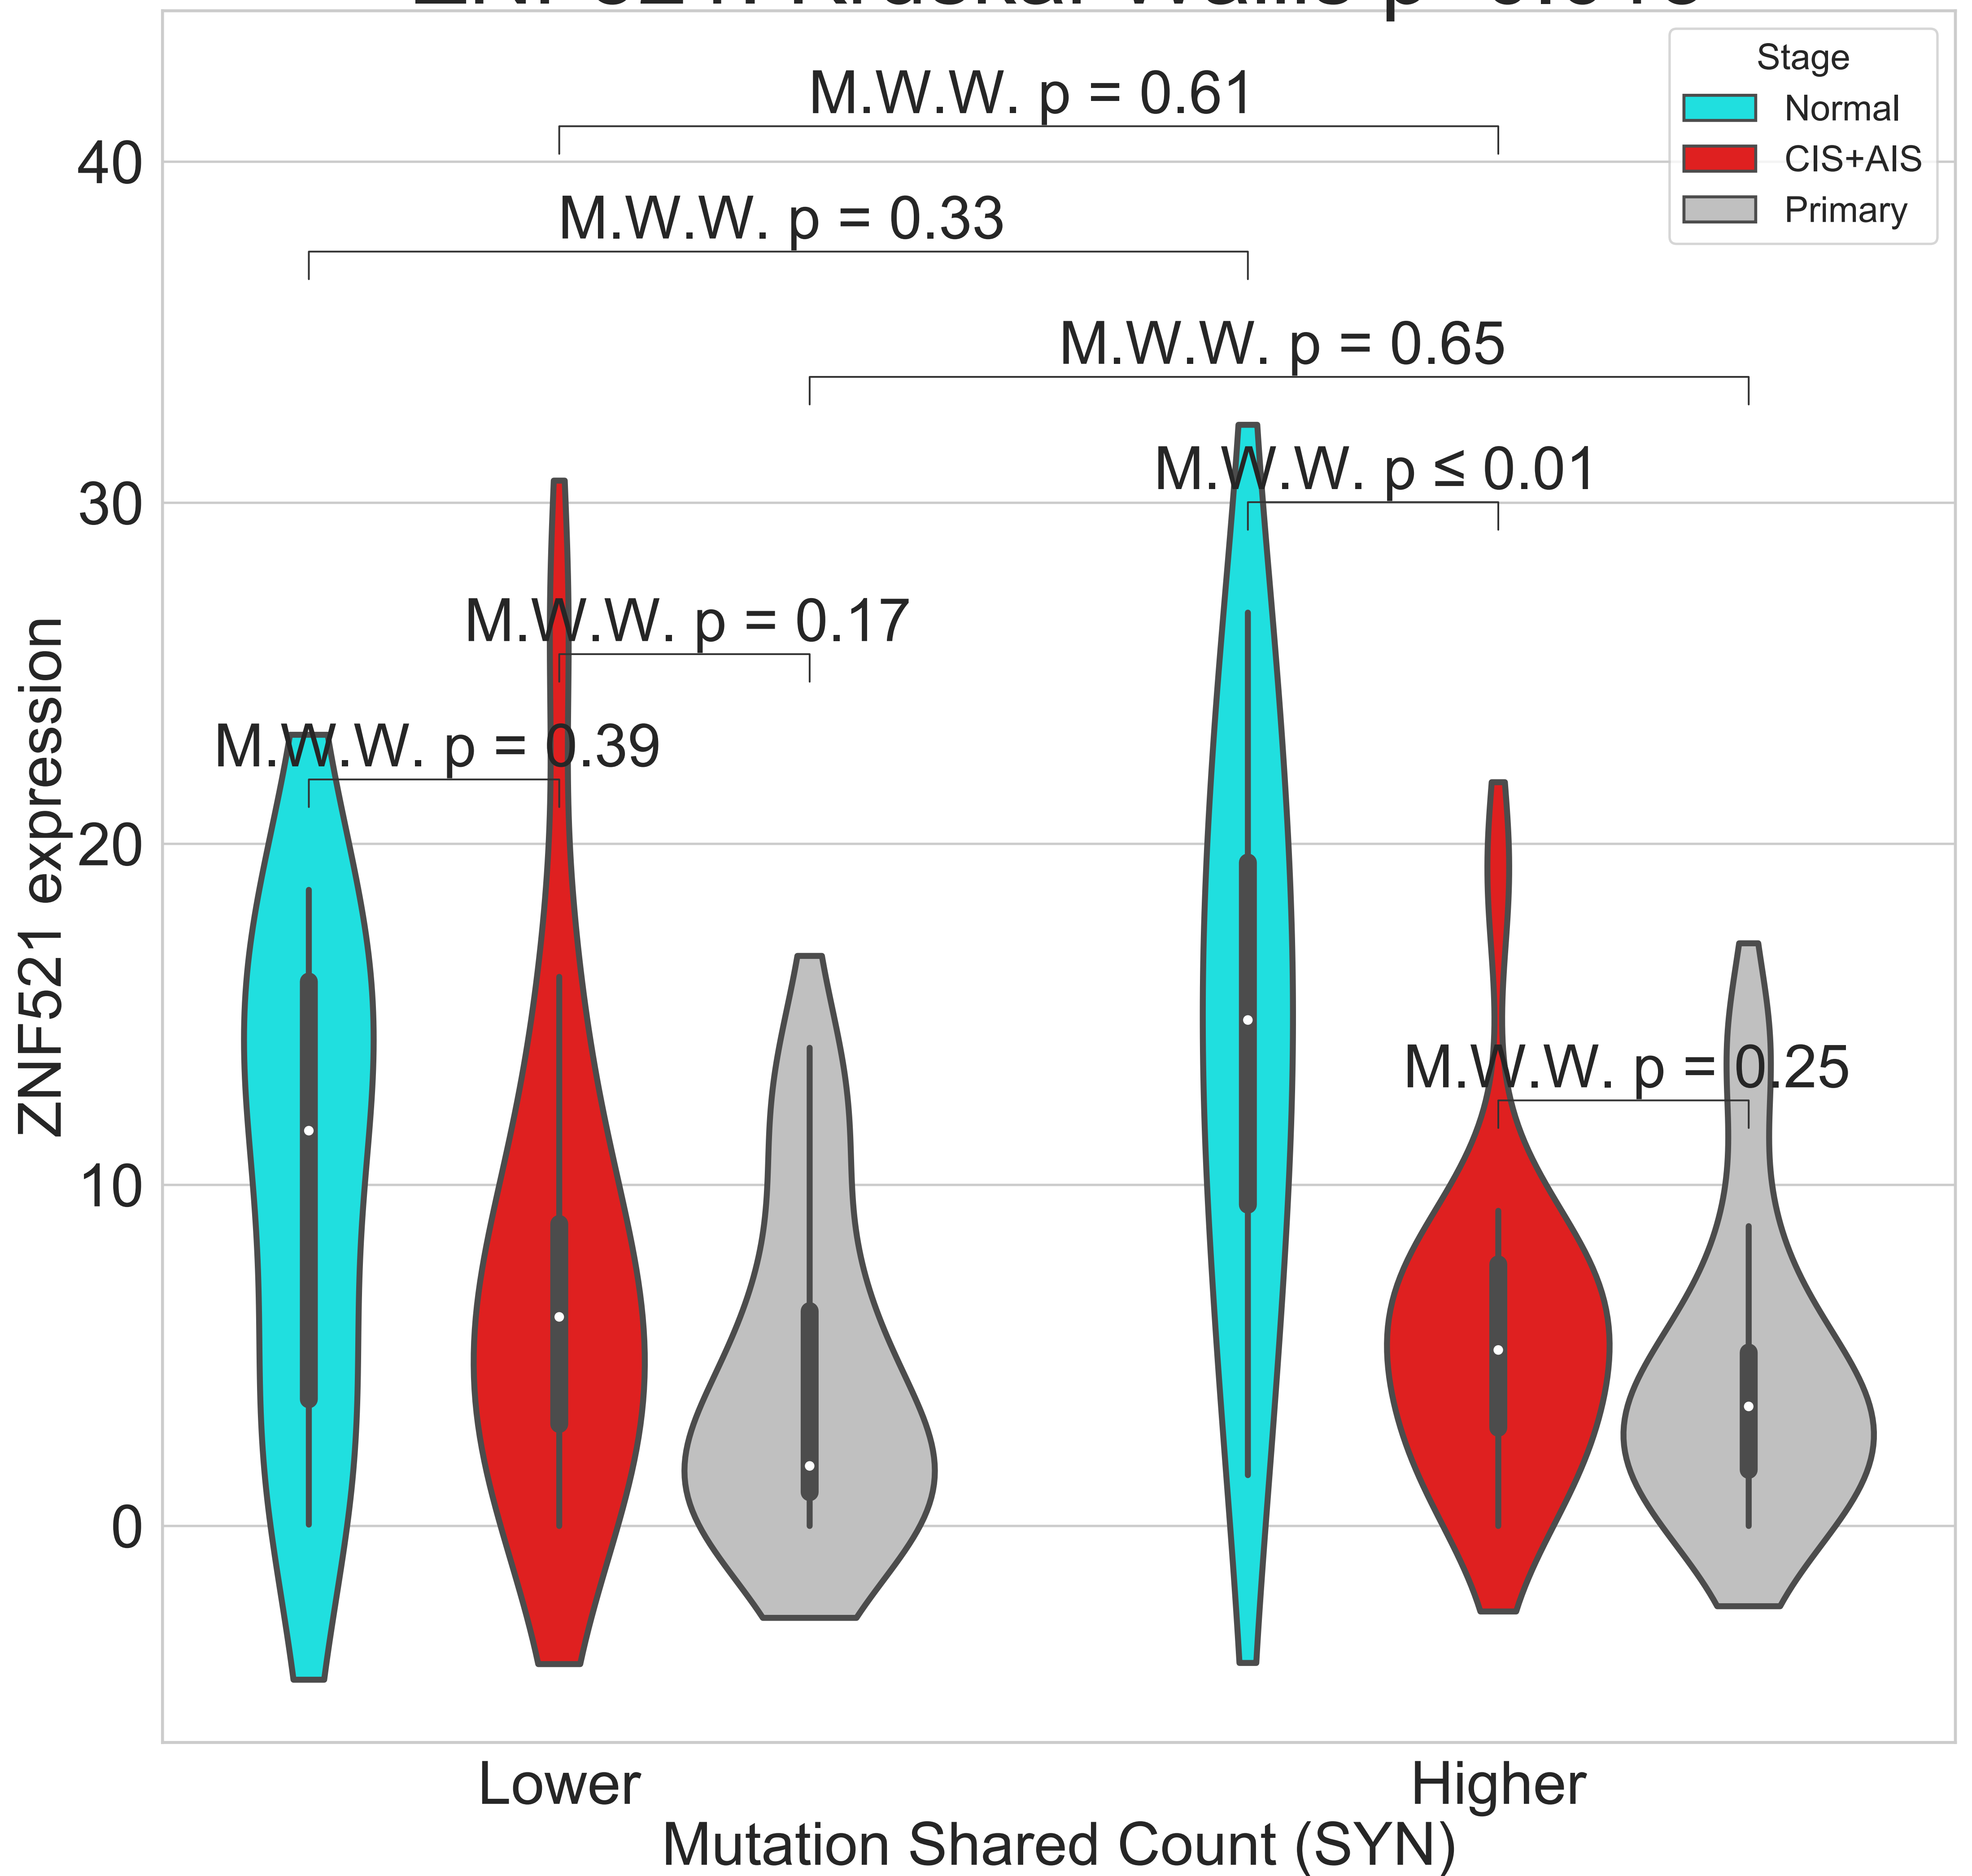 Stage
Normal
CIS+AIS
Primary
M.W.W. p = 0.61
M.W.W. p = 0.33
M.W.W. p = 0.65
M.W.W. p ≤ 0.01
M.W.W. p = 0.17
M.W.W. p = 0.39
M.W.W. p = 0.25
40
30
20
10
0
ZNF521 expression
Lower
Higher
Mutation Shared Count (SYN)